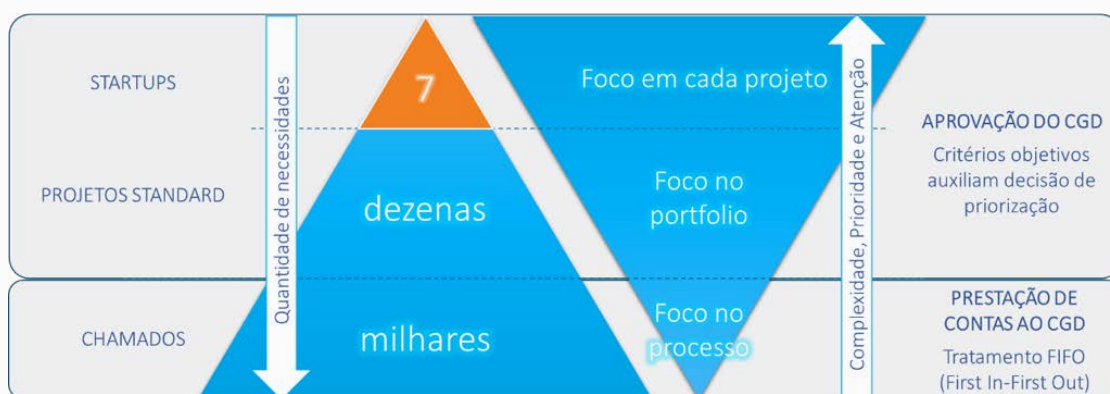 STARTUPS
PROJETOS STANDARD
CHAMADOS
Quantidade de necessidades
7
dezenas
milhares
Foco em cada projeto
Foco no
portfolio
Foco no
processo
Complexidade, Prioridade e Atenção
APROVAÇÃO DO CGD
Critérios objetivos
auxiliam decisão de
priorização
PRESTAÇÃO DE
CONTAS AO CGD
Tratamento FIFO
(First In-First Out)